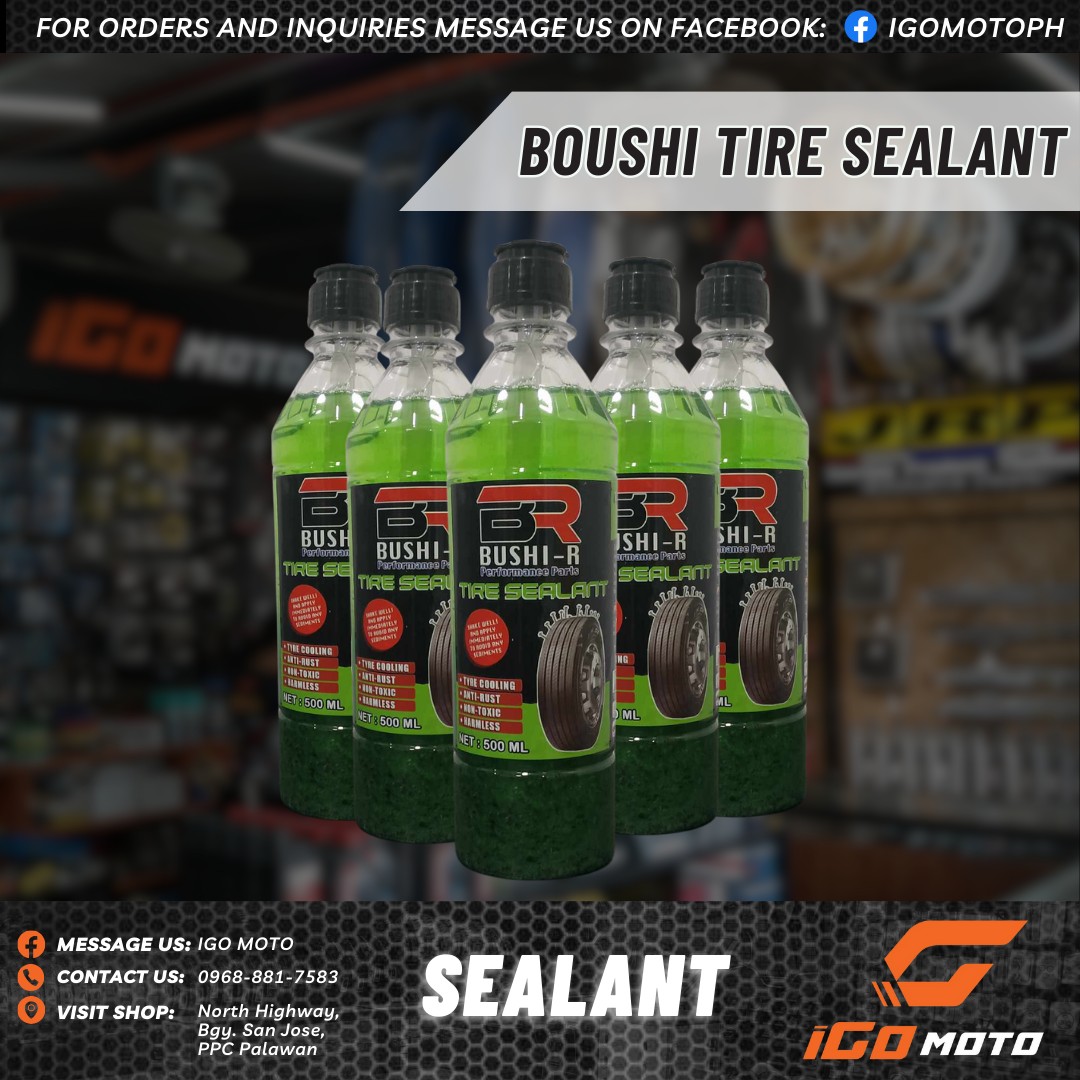 FOR ORDERS AND INQUIRIES MESSAGE US ON FACEBOOK: IGOMOTOPH
BOUSHI TIRE SEALANT
iGO MOTO
JRP
BR
BUSHI-R
Performance Parts
TIRE SEALANT
SHAKE WELL!
AND APPLY
IMMEDIATELY
TO AVOID ANY
SEDIMENTS
• TYRE COOLING
• ANTI-RUST
• NON-TOXIC
• HARMLESS
NET : 500 ML
MESSAGE US: IGO MOTO
CONTACT US: 0968-881-7583
VISIT SHOP: North Highway,
Bgy. San Jose,
PPC Palawan
SEALANT
iGO MOTO